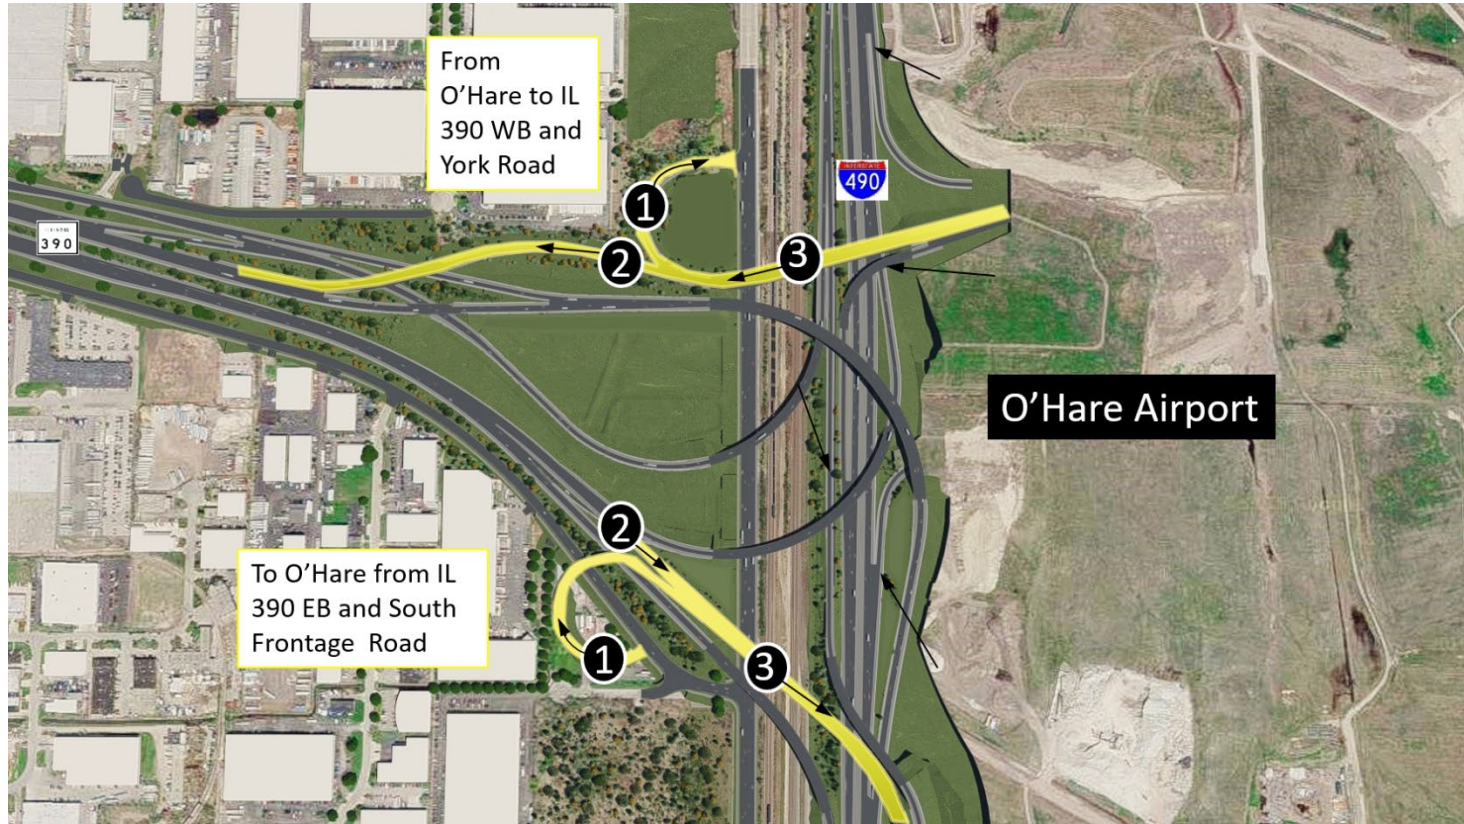 From
O'Hare to IL
390 WB and
York Road
1
INTERSTATE
490
2
3
390
O'Hare Airport
2
To O'Hare from IL
390 EB and South
Frontage Road
1
3